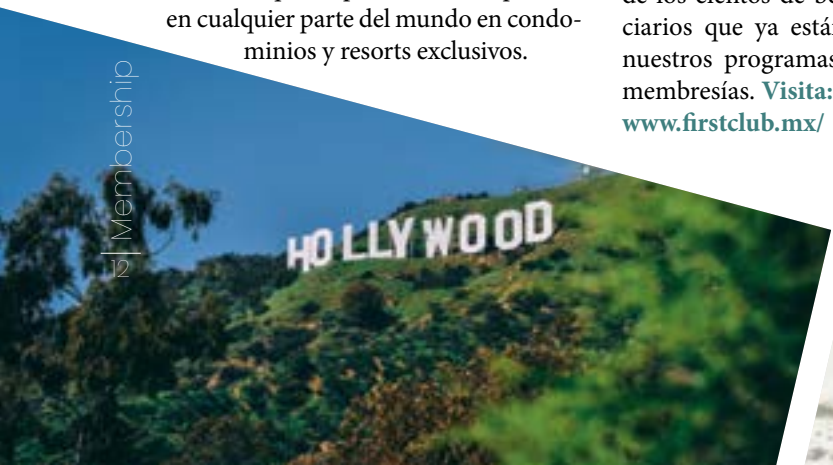 en cualquier parte del mundo en condo-
minios y resorts exclusivos.
ciarios que ya están
nuestros programas
membresías. Visita:
www.firstclub.mx/
12 | Membership
HOLLYWOOD